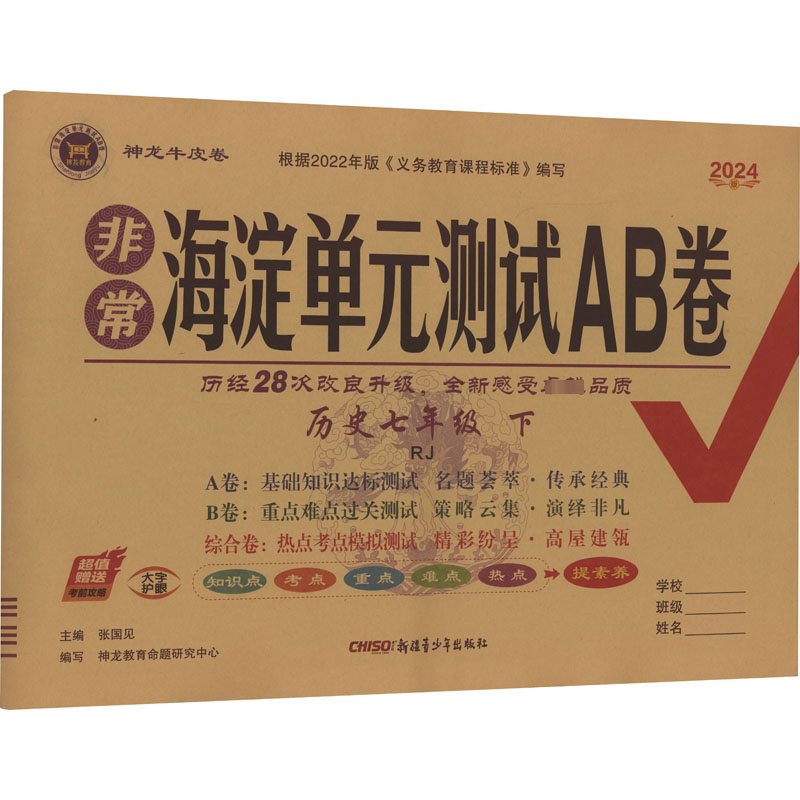 神龙牛皮卷
根据2022年版《义务教育课程标准》编写
2024
版
非常
海淀单元测试AB卷
历经28次改良升级，全新感受 品质
历史七年级 下
RJ
A卷：基础知识达标测试 名题荟萃·传承经典
B卷：重点难点过关测试 策略云集·演绎非凡
综合卷：热点考点模拟测试 精彩纷呈·高屋建瓴
超值
赠送
考前攻略
大字
护眼
知识点 考点 重点 难点 热点 提素养
学校
班级
姓名
主编 张国见
编写 神龙教育命题研究中心
CHISO 新疆青少年出版社